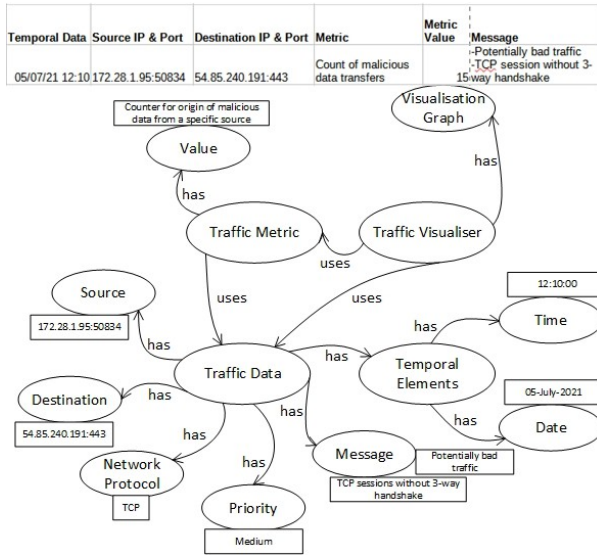 Temporal Data Source IP & Port Destination IP & Port Metric Metric Value Message
05/07/21 12:10 172.28.1.95:50834 54.85.240.191:443 Count of malicious data transfers 15 -Potentially bad traffic -TCP session without 3-way handshake
Counter for origin of malicious
data from a specific source
Visualisation
Graph
Value
has
has
Traffic Metric
Traffic Visualiser
uses
Source
uses
uses
12:10:00
172.28.1.95:50834
has
has
Time
Traffic Data
has
Temporal
Elements
05-July-2021
Destination
has
has
has
Date
54.85.240.191:443
has
has
Message
Potentially bad
traffic
Network
Protocol
TCP sessions without 3-way
handshake
TCP
Priority
Medium